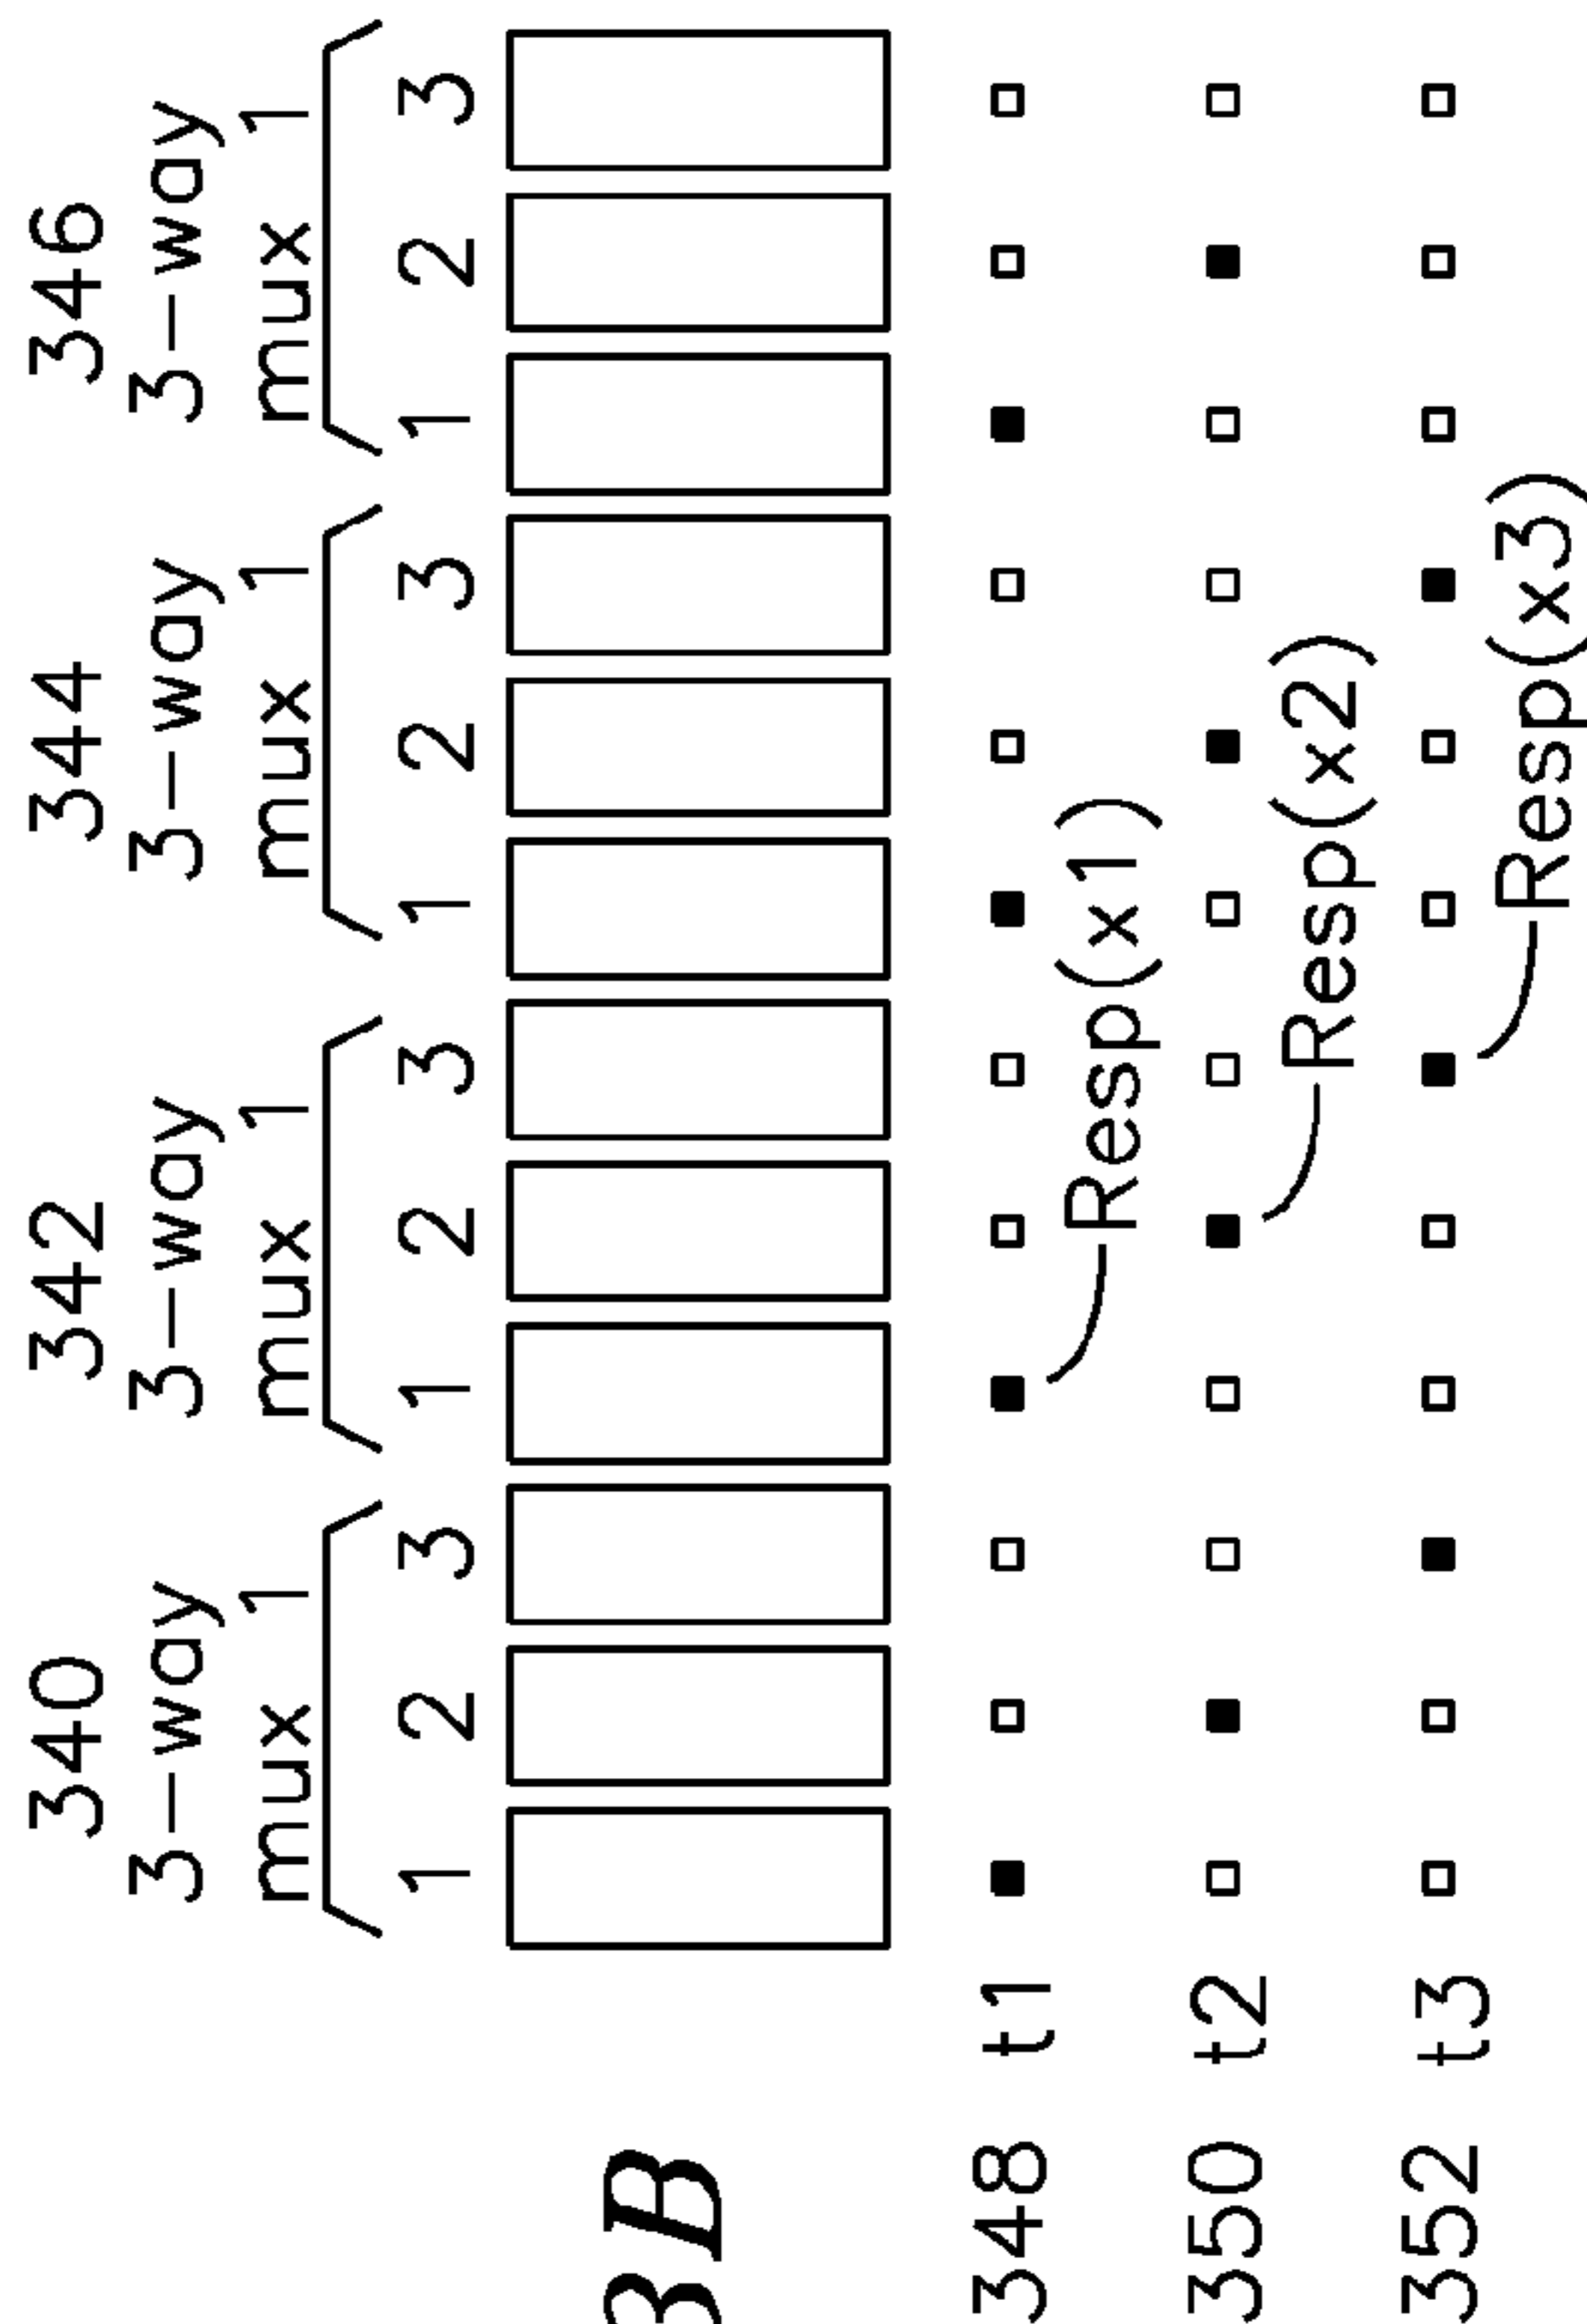 340 342 344 346
3-way 3-way 3-way 3-way
mux 1 mux 1 mux 1 mux 1
1 2 3 1 2 3 1 2 3 1 2 3
3B
348 t1
Resp(x1)
350 t2
Resp(x2)
352 t3
Resp(x3)